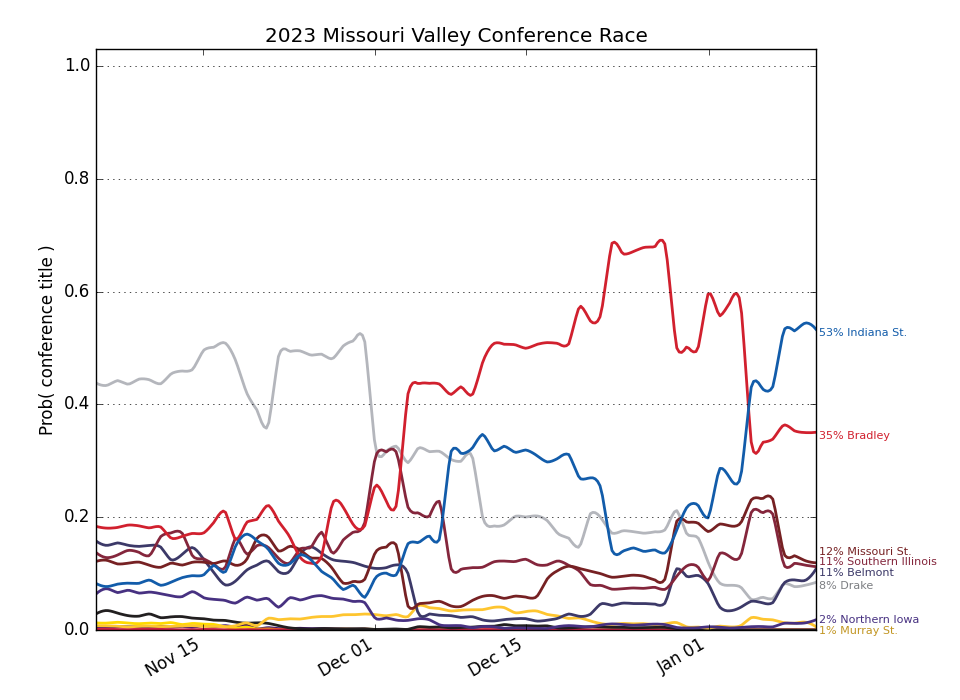 2023 Missouri Valley Conference Race
Prob( conference title )
1.0
0.8
0.6
0.4
0.2
0.0
Nov 15
Dec 01
Dec 15
Jan 01
53% Indiana St.
35% Bradley
12% Missouri St.
11% Southern Illinois
11% Belmont
8% Drake
2% Northern Iowa
1% Murray St.